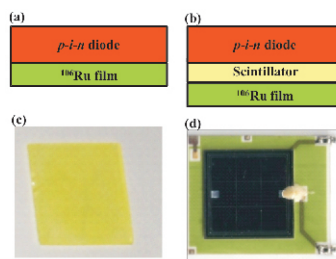 (a)
p-i-n diode
¹⁰⁶Ru film
(b)
p-i-n diode
Scintillator
¹⁰⁶Ru film
(c)
(d)